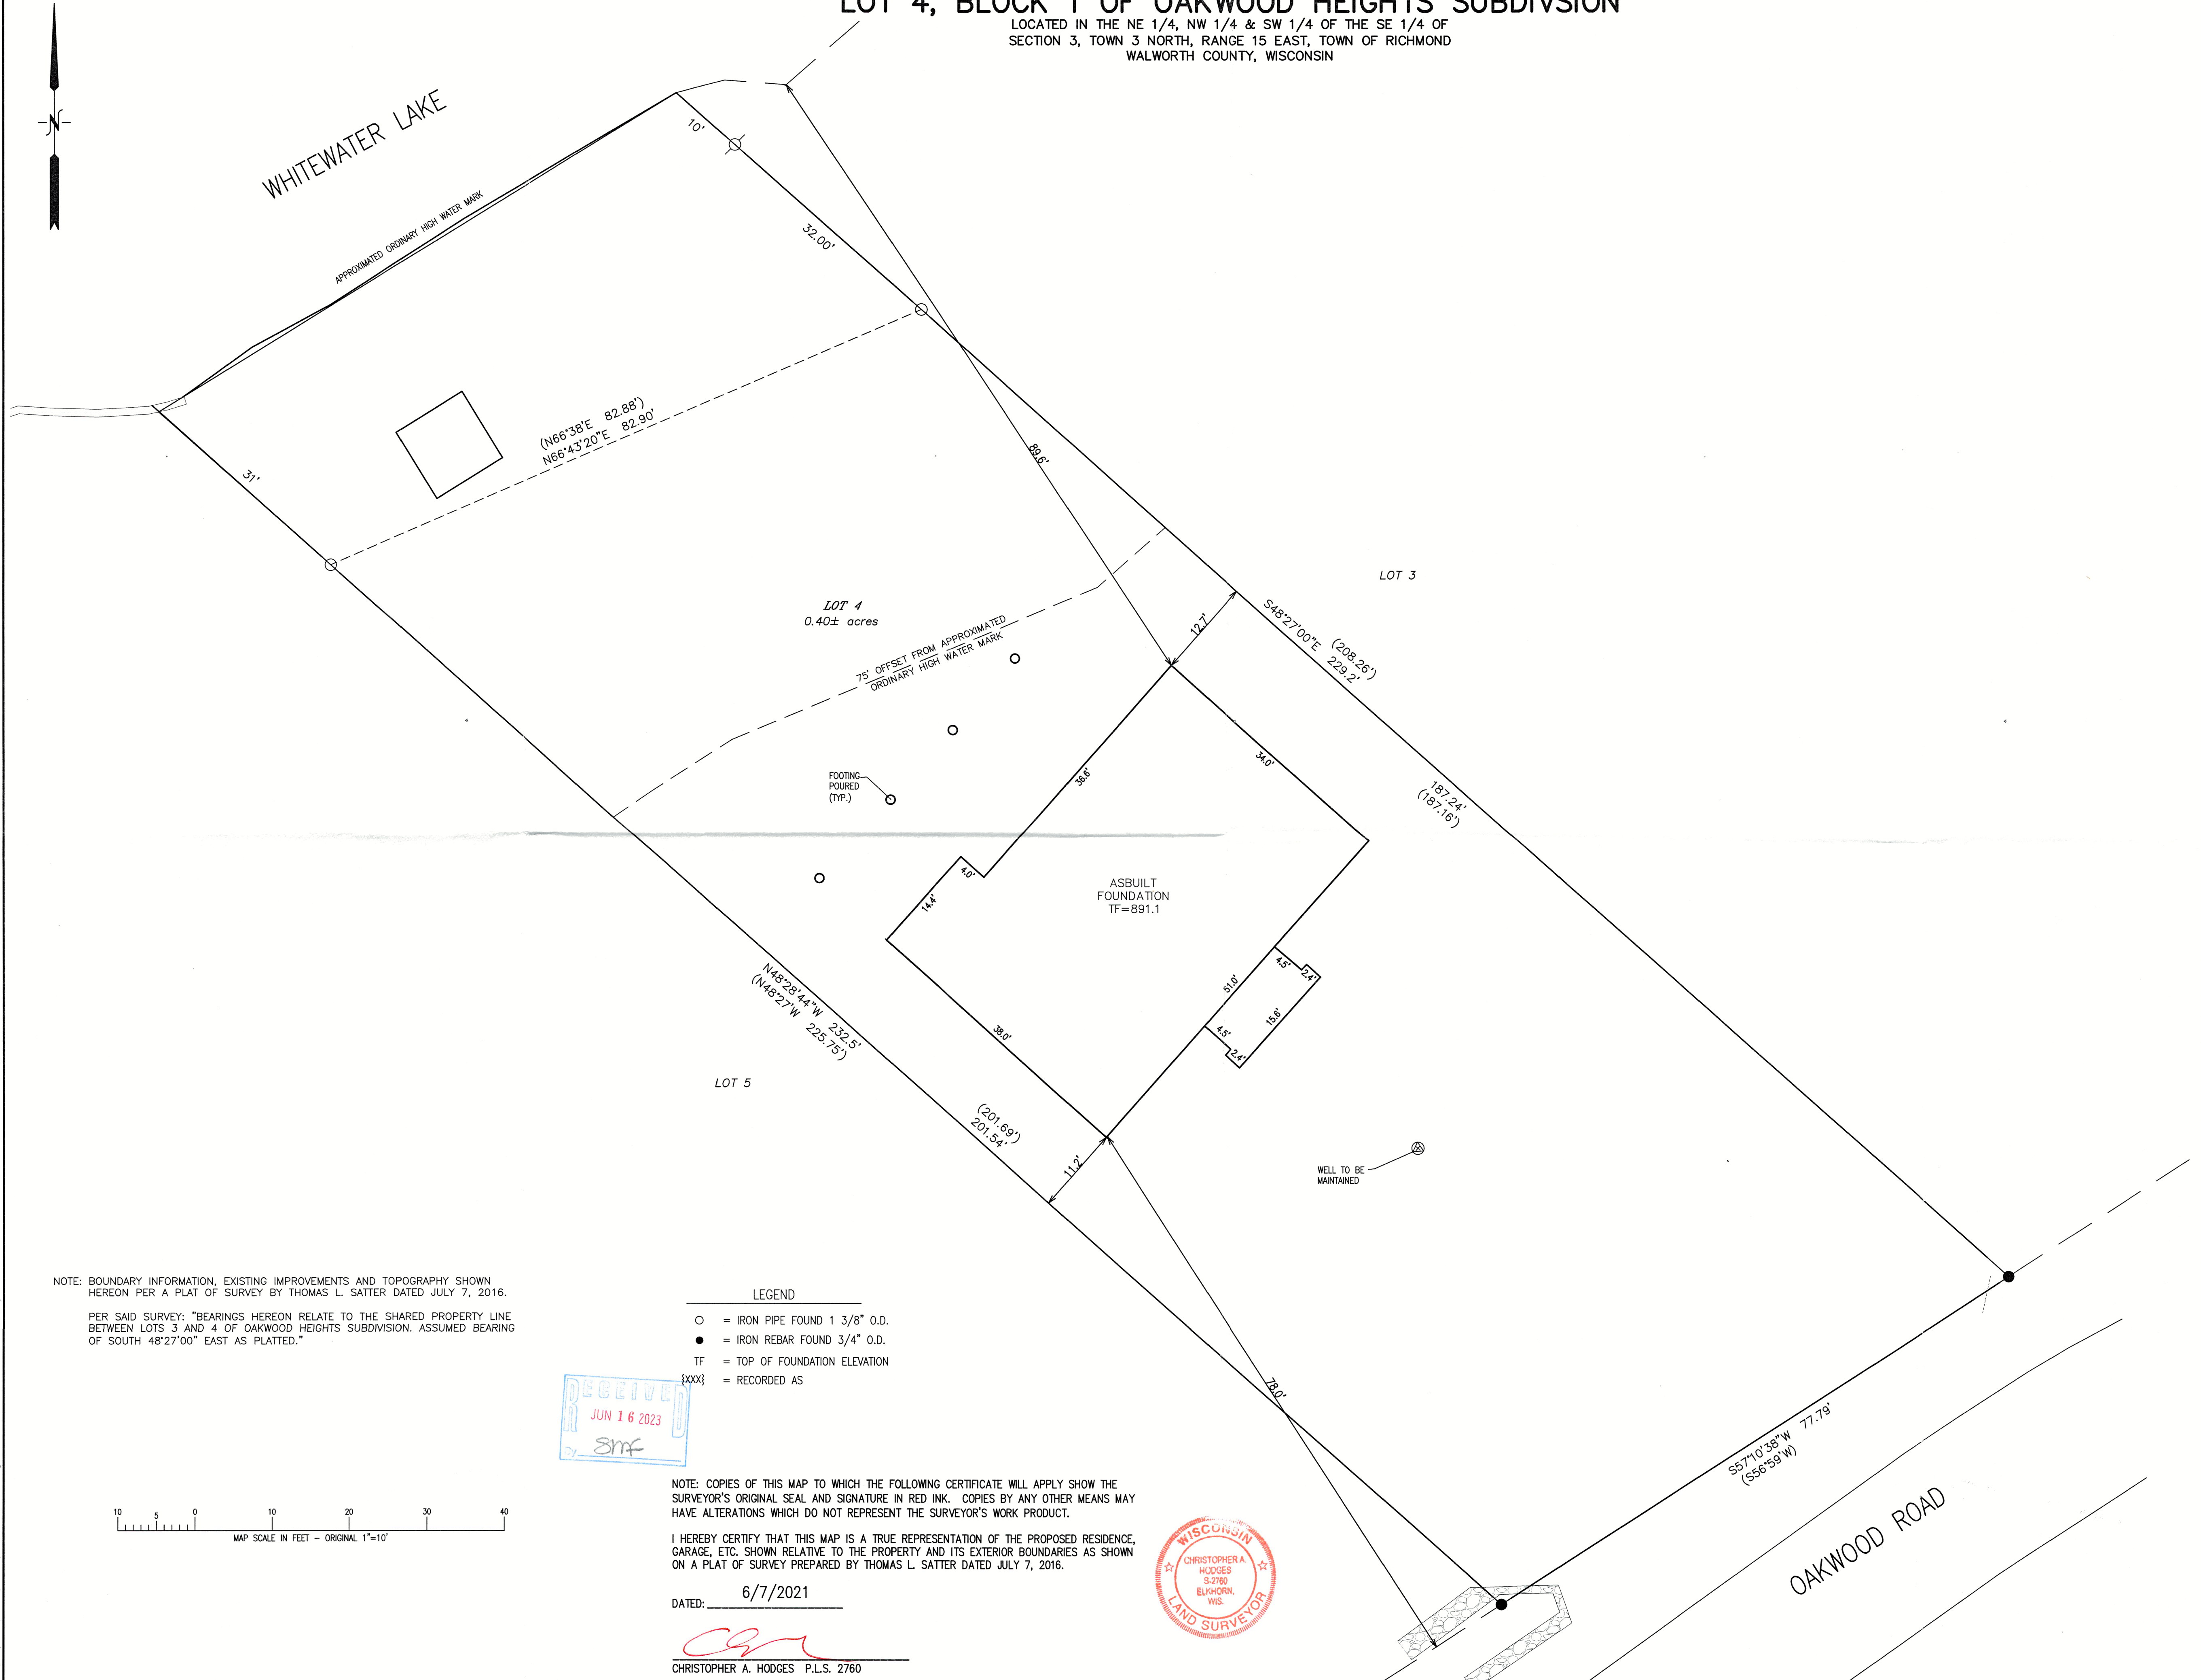 LOT 4, BLOCK 1 OF OAKWOOD HEIGHTS SUBDIVSION
LOCATED IN THE NE 1/4, NW 1/4 & SW 1/4 OF THE SE 1/4 OF
SECTION 3, TOWN 3 NORTH, RANGE 15 EAST, TOWN OF RICHMOND
WALWORTH COUNTY, WISCONSIN
N
WHITEWATER LAKE
APPROXIMATED ORDINARY HIGH WATER MARK
10'
32.00'
31'
(N66°38'E 82.88')
N66°43'20"E 82.90'
89.6'
LOT 3
LOT 4
0.40± acres
75' OFFSET FROM APPROXIMATED
ORDINARY HIGH WATER MARK
12.7'
(208.26')
S48°27'00"E 229.2'
187.24'
(187.16')
FOOTING
POURED
(TYP.)
36.6'
34.0'
4.0'
14.4'
ASBUILT
FOUNDATION
TF=891.1
4.5'
2.4'
51.0'
15.6'
4.5'
2.4'
38.0'
N48°28'44"W 232.5'
(N48°27'W 225.75')
LOT 5
(201.69')
201.54'
11.2'
WELL TO BE
MAINTAINED
78.0'
S57°10'38"W 77.79'
(S56°59'W)
OAKWOOD ROAD
NOTE: BOUNDARY INFORMATION, EXISTING IMPROVEMENTS AND TOPOGRAPHY SHOWN
HEREON PER A PLAT OF SURVEY BY THOMAS L. SATTER DATED JULY 7, 2016.
PER SAID SURVEY: "BEARINGS HEREON RELATE TO THE SHARED PROPERTY LINE
BETWEEN LOTS 3 AND 4 OF OAKWOOD HEIGHTS SUBDIVISION. ASSUMED BEARING
OF SOUTH 48°27'00" EAST AS PLATTED."
LEGEND
= IRON PIPE FOUND 1 3/8" O.D.
= IRON REBAR FOUND 3/4" O.D.
TF = TOP OF FOUNDATION ELEVATION
{XXX} = RECORDED AS
RECEIVED
JUN 16 2023
SMF
10 5 0 10 20 30 40
MAP SCALE IN FEET - ORIGINAL 1"=10'
NOTE: COPIES OF THIS MAP TO WHICH THE FOLLOWING CERTIFICATE WILL APPLY SHOW THE
SURVEYOR'S ORIGINAL SEAL AND SIGNATURE IN RED INK. COPIES BY ANY OTHER MEANS MAY
HAVE ALTERATIONS WHICH DO NOT REPRESENT THE SURVEYOR'S WORK PRODUCT.
I HEREBY CERTIFY THAT THIS MAP IS A TRUE REPRESENTATION OF THE PROPOSED RESIDENCE,
GARAGE, ETC. SHOWN RELATIVE TO THE PROPERTY AND ITS EXTERIOR BOUNDARIES AS SHOWN
ON A PLAT OF SURVEY PREPARED BY THOMAS L. SATTER DATED JULY 7, 2016.
DATED: 6/7/2021
CHRISTOPHER A. HODGES P.L.S. 2760
WISCONSIN
CHRISTOPHER A.
HODGES
S-2760
ELKHORN,
WIS.
LAND SURVEYOR